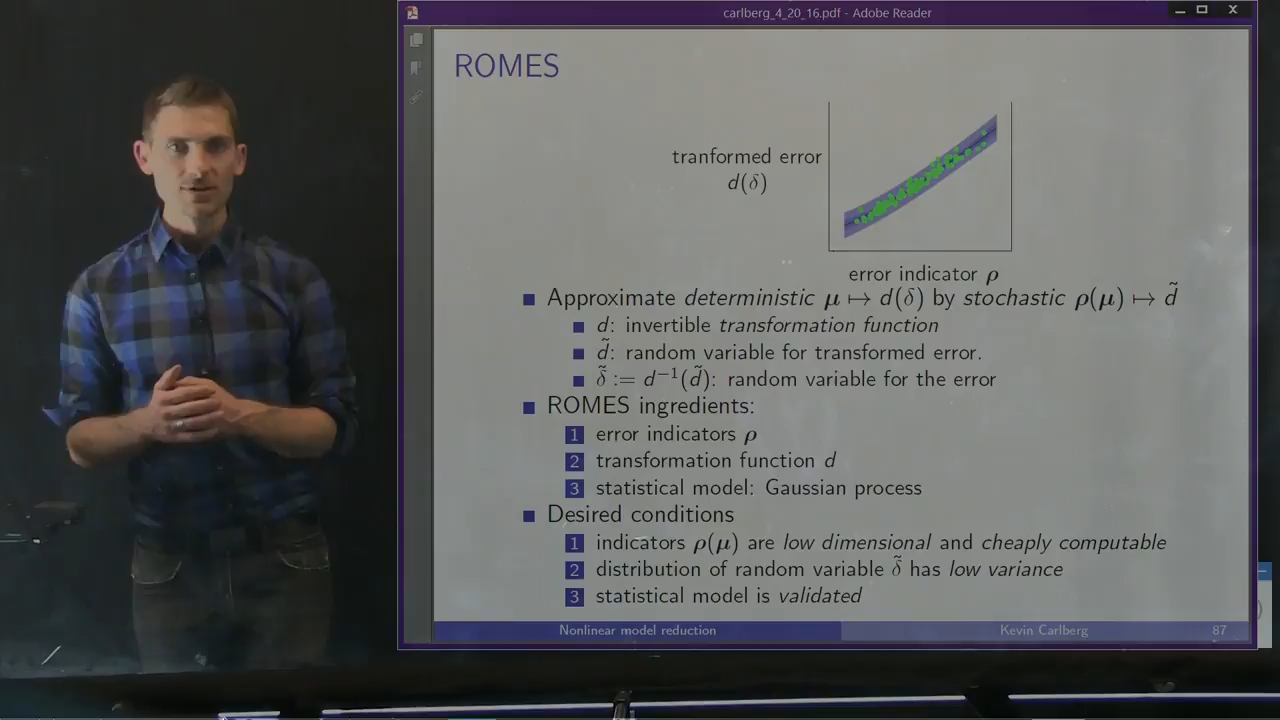 carlberg_4_20_16.pdf - Adobe Reader
ROMES
tranformed error
d(δ)
error indicator ρ
Approximate deterministic μ ↦ d(δ) by stochastic ρ(μ) ↦ d̃
d: invertible transformation function
d̃: random variable for transformed error.
δ̃ := d⁻¹(d̃): random variable for the error
ROMES ingredients:
1 error indicators ρ
2 transformation function d
3 statistical model: Gaussian process
Desired conditions
1 indicators ρ(μ) are low dimensional and cheaply computable
2 distribution of random variable δ̃ has low variance
3 statistical model is validated
Nonlinear model reduction Kevin Carlberg 87